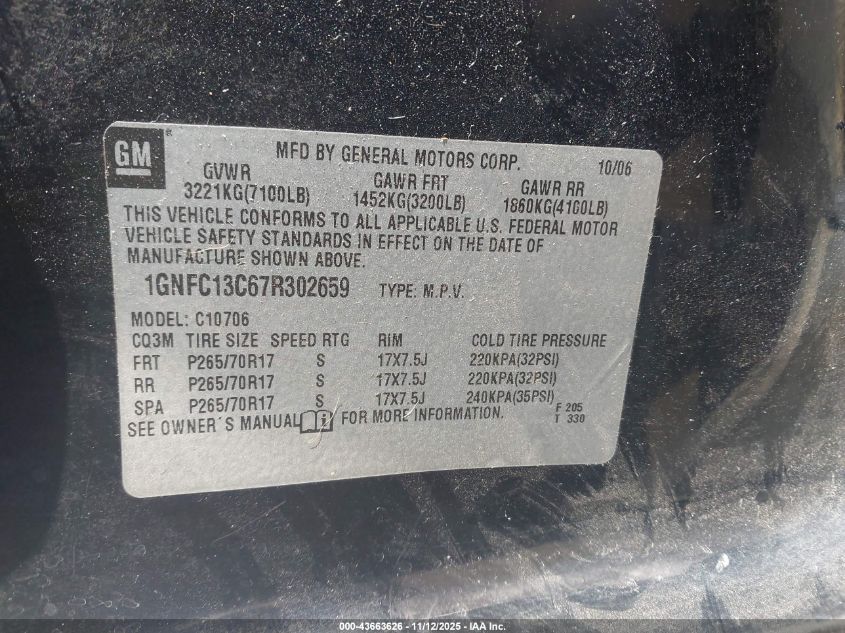 GM®
MFD BY GENERAL MOTORS CORP. 10/06
GVWR GAWR FRT GAWR RR
3221KG(7100LB) 1452KG(3200LB) 1860KG(4100LB)
THIS VEHICLE CONFORMS TO ALL APPLICABLE U.S. FEDERAL MOTOR
VEHICLE SAFETY STANDARDS IN EFFECT ON THE DATE OF
MANUFACTURE SHOWN ABOVE.
1GNFC13C67R302659 TYPE: M.P.V.
MODEL: C10706
CQ3M TIRE SIZE SPEED RTG RIM COLD TIRE PRESSURE
FRT P265/70R17 S 17X7.5J 220KPA(32PSI)
RR P265/70R17 S 17X7.5J 220KPA(32PSI)
SPA P265/70R17 S 17X7.5J 240KPA(35PSI)
SEE OWNER'S MANUAL i FOR MORE INFORMATION. F 205
T 330
000-43663626 - 11/12/2025 - IAA Inc.